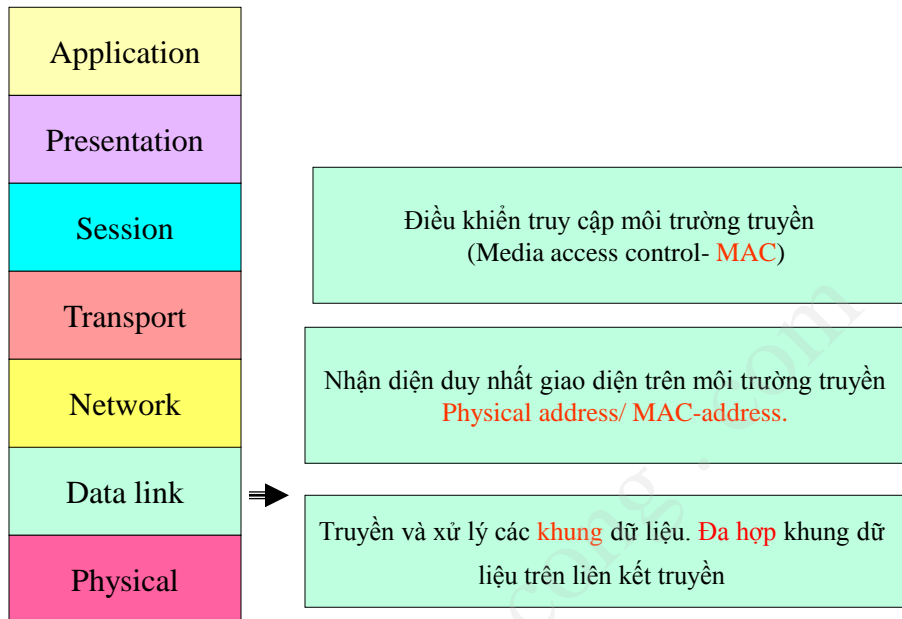 Application
Presentation
Session
Transport
Network
Data link
Physical
Điều khiển truy cập môi trường truyền
(Media access control- MAC)
Nhận diện duy nhất giao diện trên môi trường truyền
Physical address/ MAC-address.
Truyền và xử lý các khung dữ liệu. Đa hợp khung dữ
liệu trên liên kết truyền
cong . com